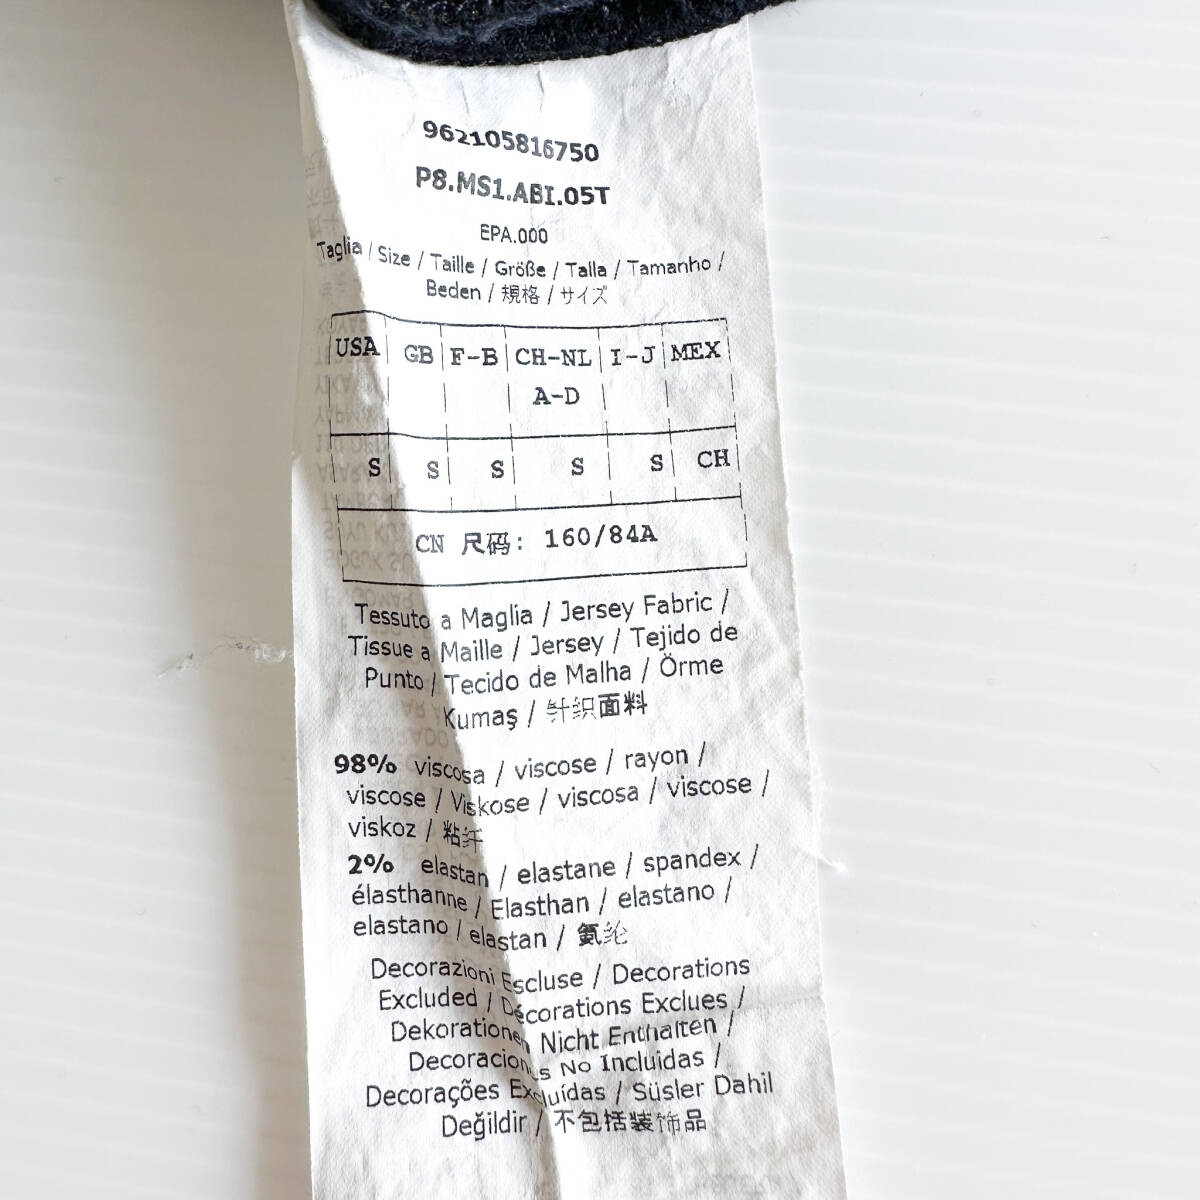 962105816750
P8.MS1.ABI.05T
EPA.000
Taglia / Size / Taille / Größe / Talla / Tamanho /
Beden / 規格 / サイズ
USA GB F-B CH-NL I-J MEX
A-D
S S S S S CH
CN 尺码: 160/84A
Tessuto a Maglia / Jersey Fabric /
Tissue a Maille / Jersey / Tejido de
Punto / Tecido de Malha / Örme
Kumaş / 针织面料
98% viscosa / viscose / rayon /
viscose / Viskose / viscosa / viscose /
viskoz / 粘纤
2% elastan / elastane / spandex /
élasthanne / Elasthan / elastano /
elastano / elastan / 氨纶
Decorazioni Escluse / Decorations
Excluded / Décorations Exclues /
Dekorationen Nicht Enthalten /
Decoraciones No Incluidas /
Decorações Excluídas / Süsler Dahil
Değildir / 不包括装饰品